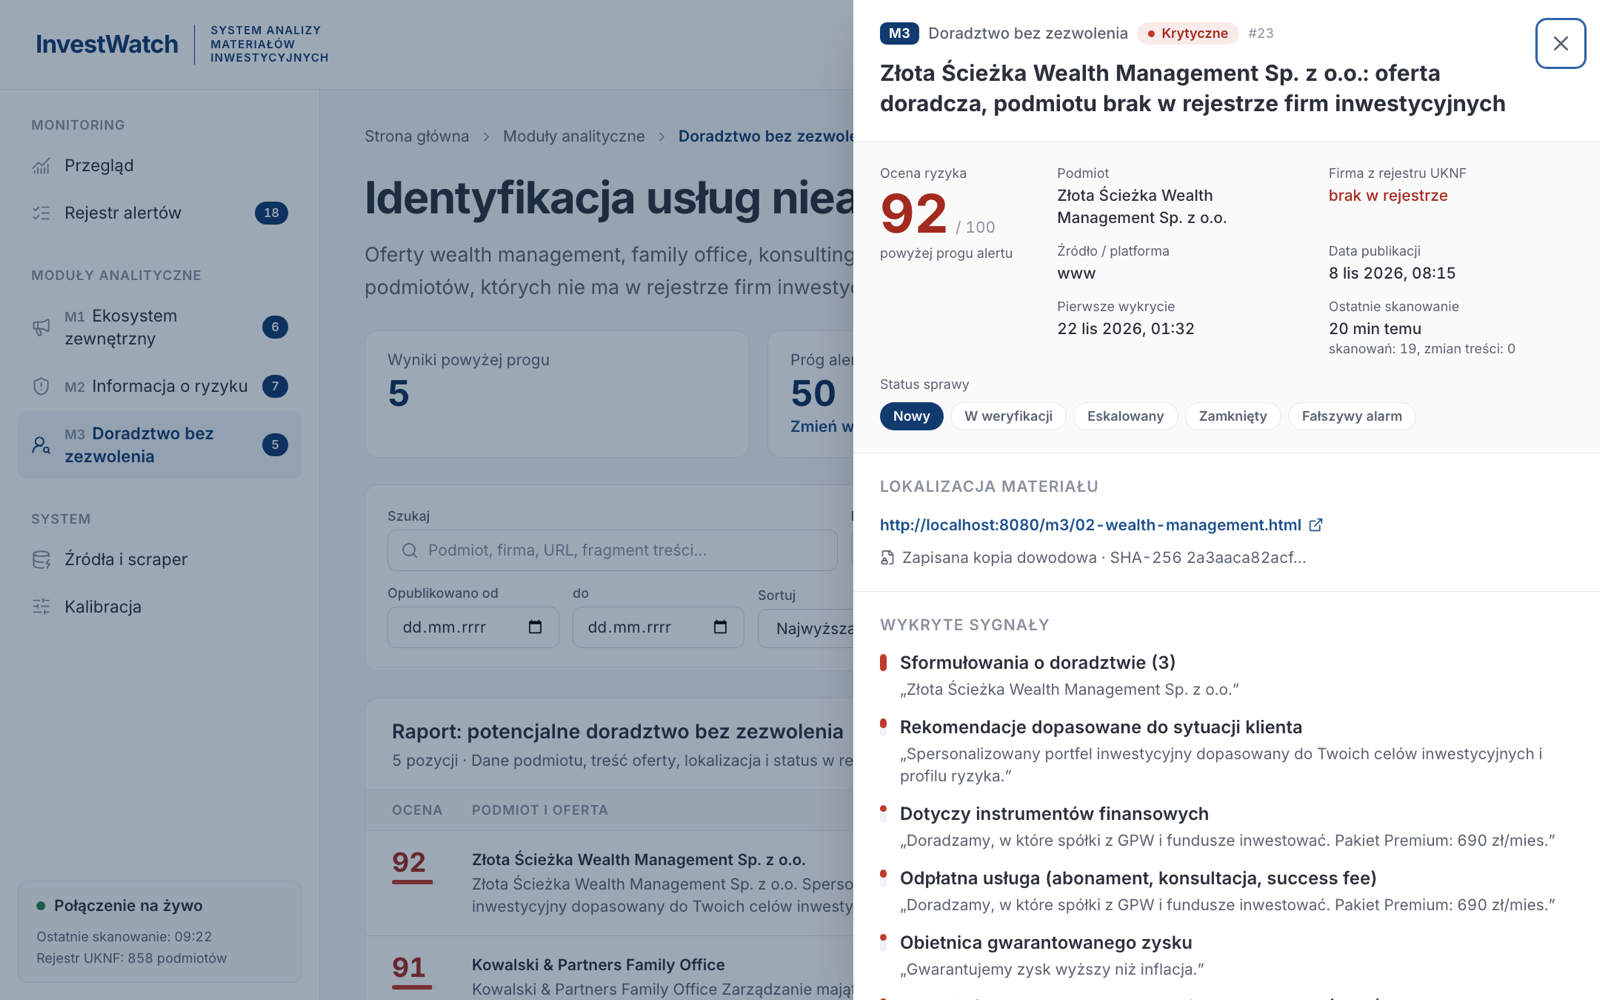 InvestWatch
SYSTEM ANALIZY
MATERIAŁÓW
INWESTYCYJNYCH
MONITORING
Przegląd
Rejestr alertów 18
MODUŁY ANALITYCZNE
M1 Ekosystem
zewnętrzny 6
M2 Informacja o ryzyku 7
M3 Doradztwo bez
zezwolenia 5
SYSTEM
Źródła i scraper
Kalibracja
Połączenie na żywo
Ostatnie skanowanie: 09:22
Rejestr UKNF: 858 podmiotów
Strona główna > Moduły analityczne > Doradztwo bez zezwole
Identyfikacja usług niea
Oferty wealth management, family office, konsulting
podmiotów, których nie ma w rejestrze firm inwesty
Wyniki powyżej progu
5
Próg aler
50
Zmień w
Szukaj
Podmiot, firma, URL, fragment treści...
Opublikowano od do Sortuj
dd.mm.rrrr dd.mm.rrrr Najwyższa
Raport: potencjalne doradztwo bez zezwolenia
5 pozycji · Dane podmiotu, treść oferty, lokalizacja i status w re
OCENA PODMIOT I OFERTA
92 Złota Ścieżka Wealth Management Sp. z o.o.
Złota Ścieżka Wealth Management Sp. z o.o. Sperso
inwestycyjny dopasowany do Twoich celów inwesty
91 Kowalski & Partners Family Office
Kowalski & Partners Family Office Zarządzanie mają
M3 Doradztwo bez zezwolenia Krytyczne #23
Złota Ścieżka Wealth Management Sp. z o.o.: oferta
doradcza, podmiotu brak w rejestrze firm inwestycyjnych
Ocena ryzyka
92 / 100
powyżej progu alertu
Podmiot
Złota Ścieżka Wealth
Management Sp. z o.o.
Firma z rejestru UKNF
brak w rejestrze
Źródło / platforma
www
Data publikacji
8 lis 2026, 08:15
Pierwsze wykrycie
22 lis 2026, 01:32
Ostatnie skanowanie
20 min temu
skanowań: 19, zmian treści: 0
Status sprawy
Nowy W weryfikacji Eskalowany Zamknięty Fałszywy alarm
LOKALIZACJA MATERIAŁU
http://localhost:8080/m3/02-wealth-management.html
Zapisana kopia dowodowa · SHA-256 2a3aaca82acf...
WYKRYTE SYGNAŁY
Sformułowania o doradztwie (3)
„Złota Ścieżka Wealth Management Sp. z o.o.”
Rekomendacje dopasowane do sytuacji klienta
„Spersonalizowany portfel inwestycyjny dopasowany do Twoich celów inwestycyjnych i
profilu ryzyka.”
Dotyczy instrumentów finansowych
„Doradzamy, w które spółki z GPW i fundusze inwestować. Pakiet Premium: 690 zł/mies.”
Odpłatna usługa (abonament, konsultacja, success fee)
„Doradzamy, w które spółki z GPW i fundusze inwestować. Pakiet Premium: 690 zł/mies.”
Obietnica gwarantowanego zysku
„Gwarantujemy zysk wyższy niż inflacja.”